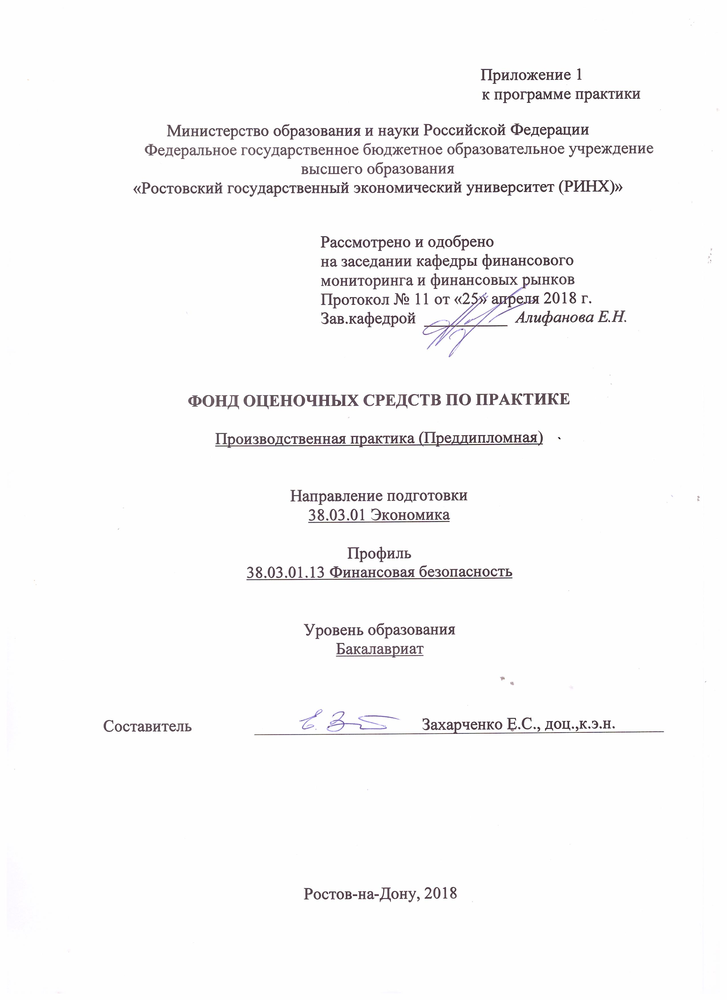 Приложение 1
к программе практики
Министерство образования и науки Российской Федерации
Федеральное государственное бюджетное образовательное учреждение
высшего образования
«Ростовский государственный экономический университет (РИНХ)»
Рассмотрено и одобрено
на заседании кафедры финансового
мониторинга и финансовых рынков
Протокол № 11 от «25» апреля 2018 г.
Зав.кафедрой ___________ Алифанова Е.Н.
ФОНД ОЦЕНОЧНЫХ СРЕДСТВ ПО ПРАКТИКЕ
Производственная практика (Преддипломная)
Направление подготовки
38.03.01 Экономика
Профиль
38.03.01.13 Финансовая безопасность
Уровень образования
Бакалавриат
Составитель Захарченко Е.С., доц.,к.э.н.
Ростов-на-Дону, 2018